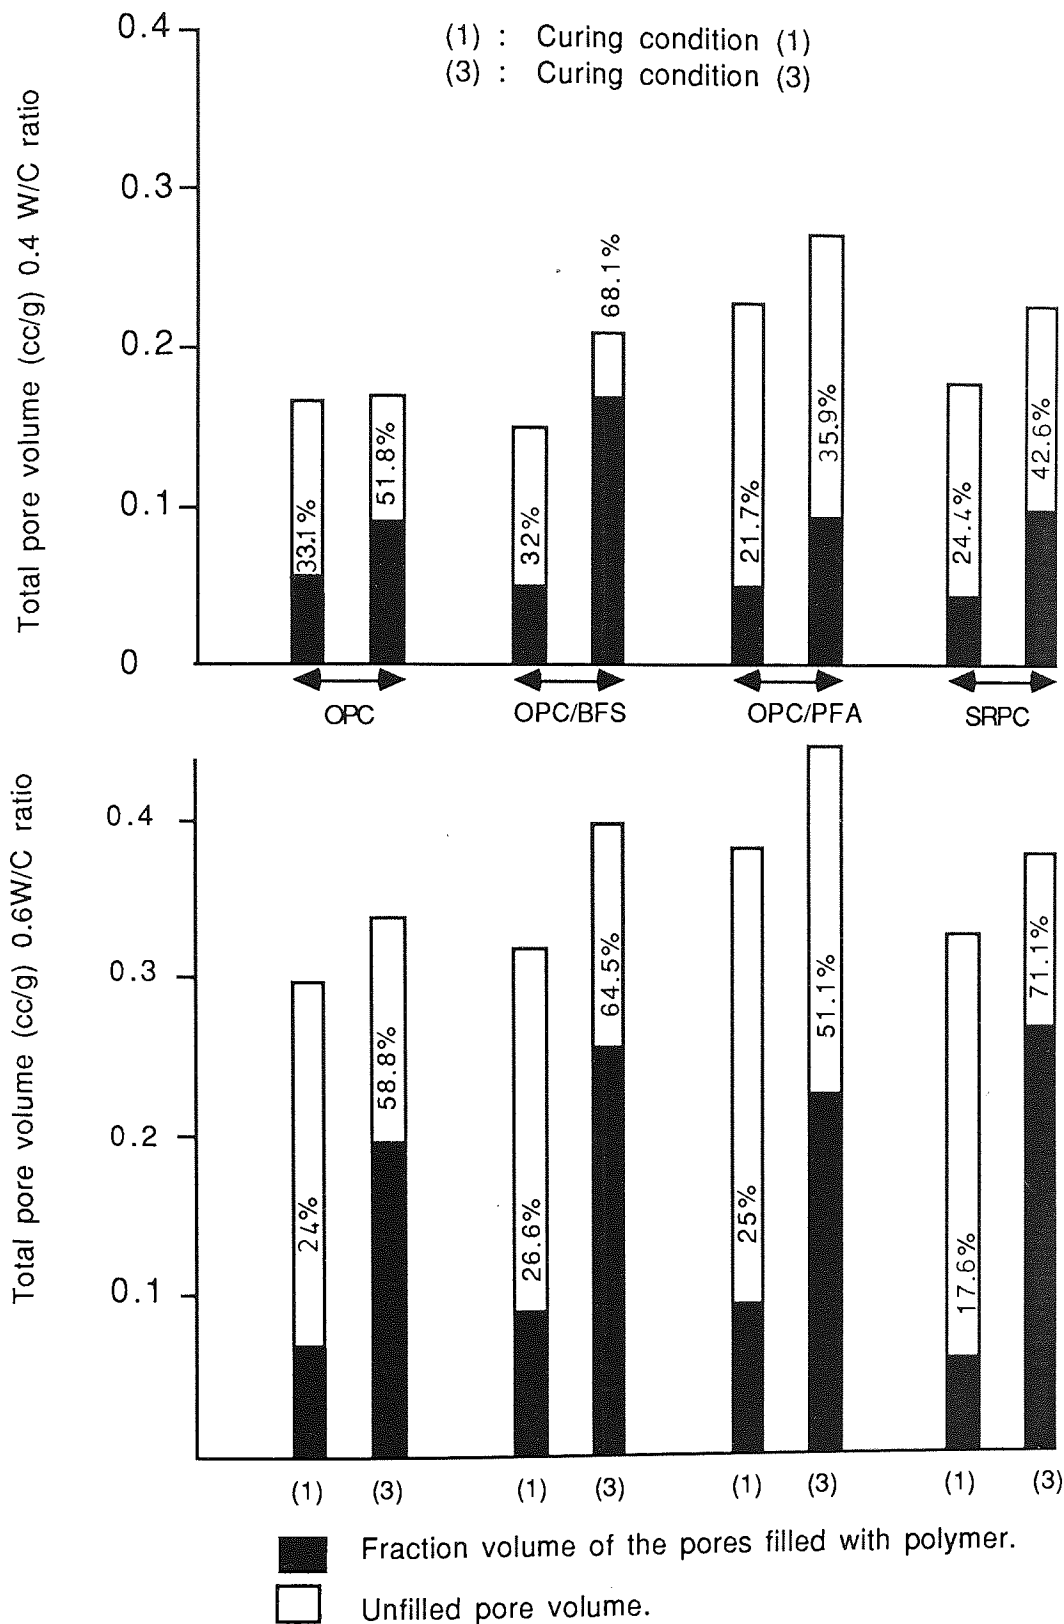 (1) : Curing condition (1)
(3) : Curing condition (3)
Total pore volume (cc/g) 0.4 W/C ratio
0.4
0.3
0.2
0.1
0
33.1%
51.8%
32%
68.1%
21.7%
35.9%
24.4%
42.6%
OPC
OPC/BFS
OPC/PFA
SRPC
Total pore volume (cc/g) 0.6W/C ratio
0.4
0.3
0.2
0.1
24%
58.8%
26.6%
64.5%
25%
51.1%
17.6%
71.1%
(1) (3) (1) (3) (1) (3) (1) (3)
Fraction volume of the pores filled with polymer.
Unfilled pore volume.